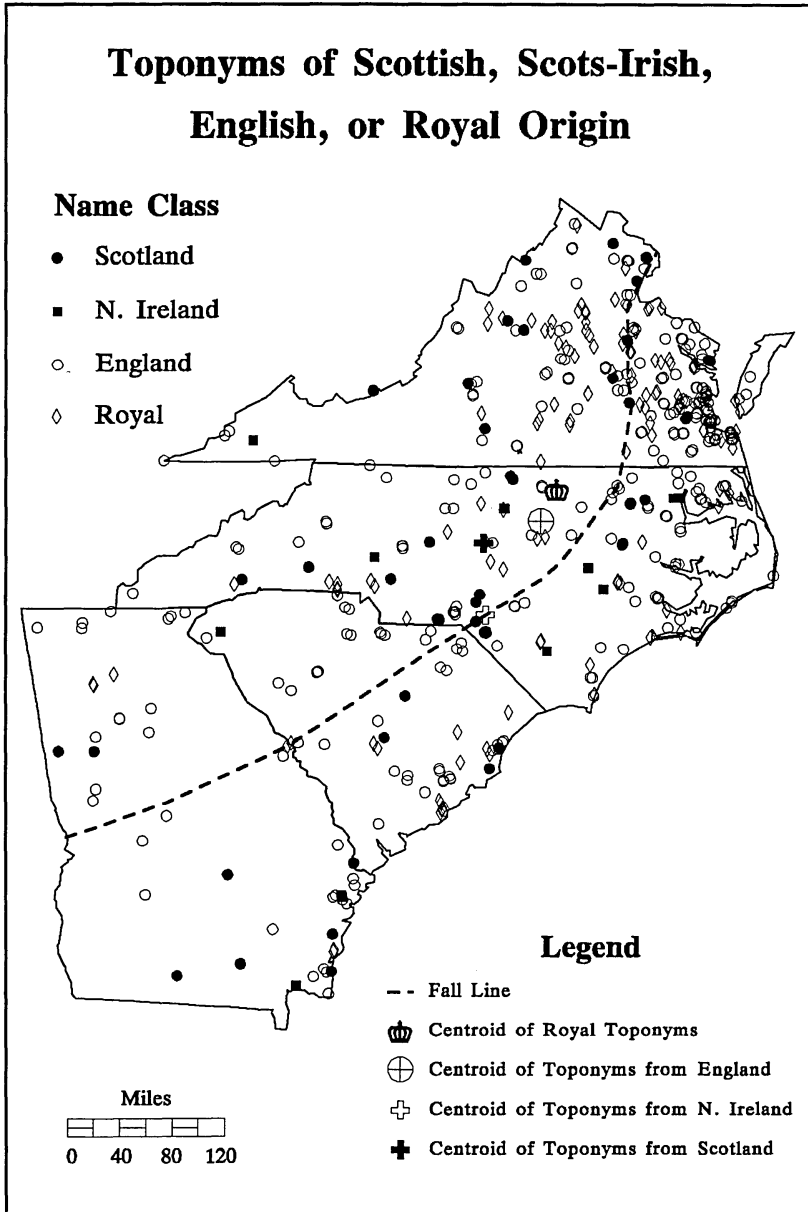 Toponyms of Scottish, Scots-Irish,
English, or Royal Origin
Name Class
Scotland
N. Ireland
England
Royal
Legend
Fall Line
Centroid of Royal Toponyms
Centroid of Toponyms from England
Centroid of Toponyms from N. Ireland
Centroid of Toponyms from Scotland
Miles
0 40 80 120